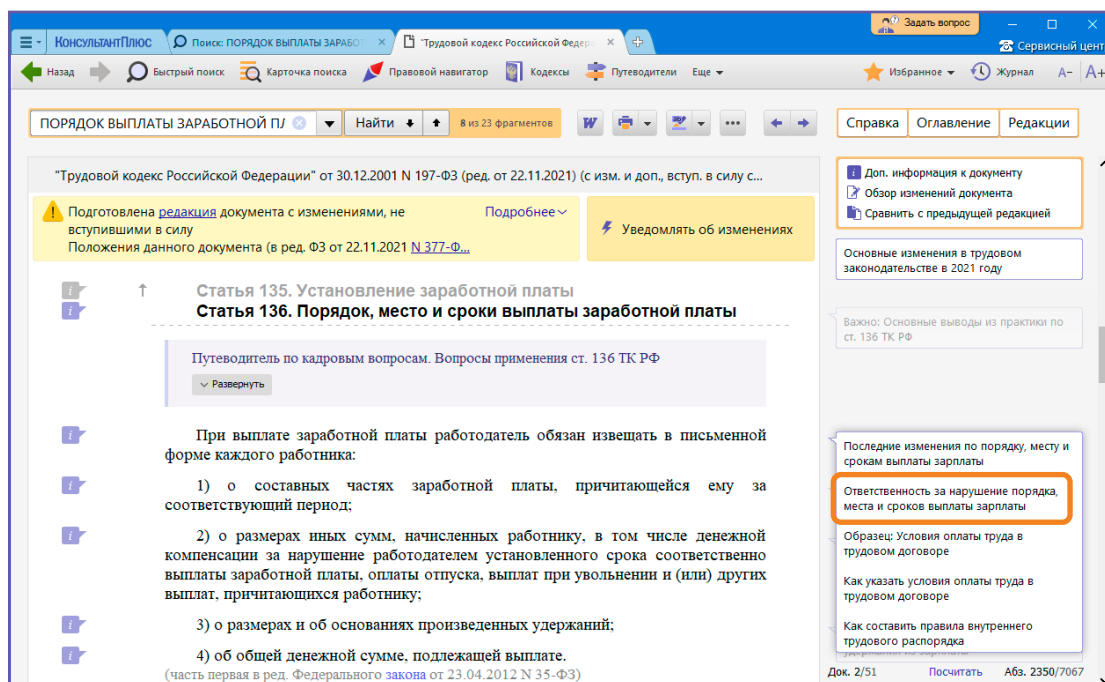 Задать вопрос
КонсультантПлюс
Поиск: ПОРЯДОК ВЫПЛАТЫ ЗАРАБОТ
"Трудовой кодекс Российской Федер
Сервисный цент
Назад
Быстрый поиск
Карточка поиска
Правовой навигатор
Кодексы
Путеводители
Еще
Избранное
Журнал
A− A+
ПОРЯДОК ВЫПЛАТЫ ЗАРАБОТНОЙ ПЛ
Найти
8 из 23 фрагментов
Справка
Оглавление
Редакции
"Трудовой кодекс Российской Федерации" от 30.12.2001 N 197-ФЗ (ред. от 22.11.2021) (с изм. и доп., вступ. в силу с...
Подготовлена редакция документа с изменениями, не
вступившими в силу
Подробнее
Положения данного документа (в ред. ФЗ от 22.11.2021 N 377-Ф...
Уведомлять об изменениях
Статья 135. Установление заработной платы
Статья 136. Порядок, место и сроки выплаты заработной платы
Путеводитель по кадровым вопросам. Вопросы применения ст. 136 ТК РФ
Развернуть
При выплате заработной платы работодатель обязан извещать в письменной
форме каждого работника:
1) о составных частях заработной платы, причитающейся ему за
соответствующий период;
2) о размерах иных сумм, начисленных работнику, в том числе денежной
компенсации за нарушение работодателем установленного срока соответственно
выплаты заработной платы, оплаты отпуска, выплат при увольнении и (или) других
выплат, причитающихся работнику;
3) о размерах и об основаниях произведенных удержаний;
4) об общей денежной сумме, подлежащей выплате.
(часть первая в ред. Федерального закона от 23.04.2012 N 35-ФЗ)
Доп. информация к документу
Обзор изменений документа
Сравнить с предыдущей редакцией
Основные изменения в трудовом
законодательстве в 2021 году
Важно: Основные выводы из практики по
ст. 136 ТК РФ
Последние изменения по порядку, месту и
срокам выплаты зарплаты
Ответственность за нарушение порядка,
места и сроков выплаты зарплаты
Образец: Условия оплаты труда в
трудовом договоре
Как указать условия оплаты труда в
трудовом договоре
Как составить правила внутреннего
трудового распорядка
Док. 2/51
Посчитать
Абз. 2350/7067